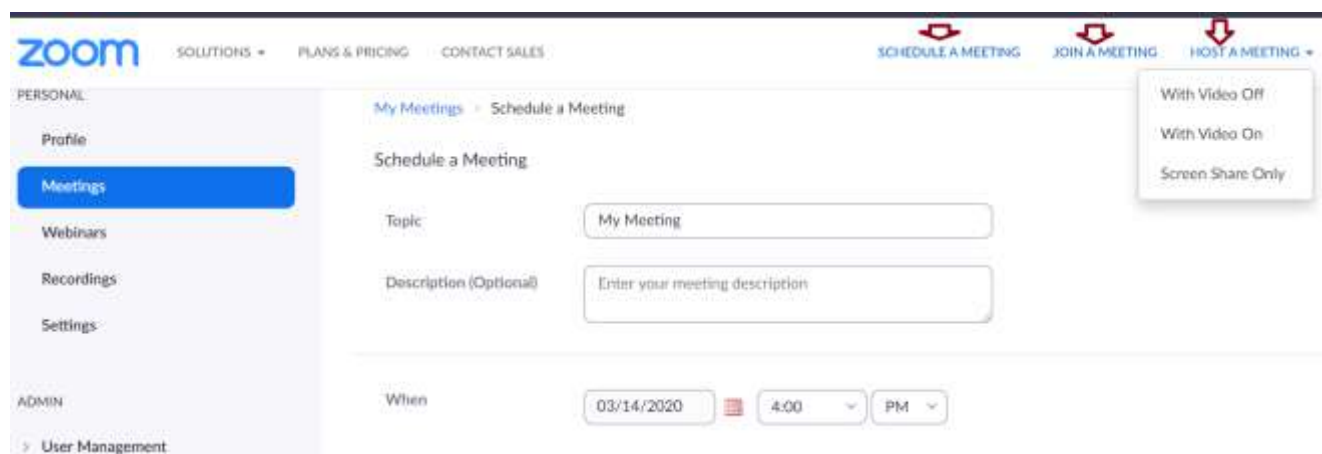 zoom SOLUTIONS PLANS & PRICING CONTACT SALES SCHEDULE A MEETING JOIN A MEETING HOST A MEETING
With Video Off
With Video On
Screen Share Only
PERSONAL
Profile
Meetings
Webinars
Recordings
Settings
ADMIN
> User Management
My Meetings > Schedule a Meeting
Schedule a Meeting
Topic My Meeting
Description (Optional) Enter your meeting description
When 03/14/2020 4:00 PM